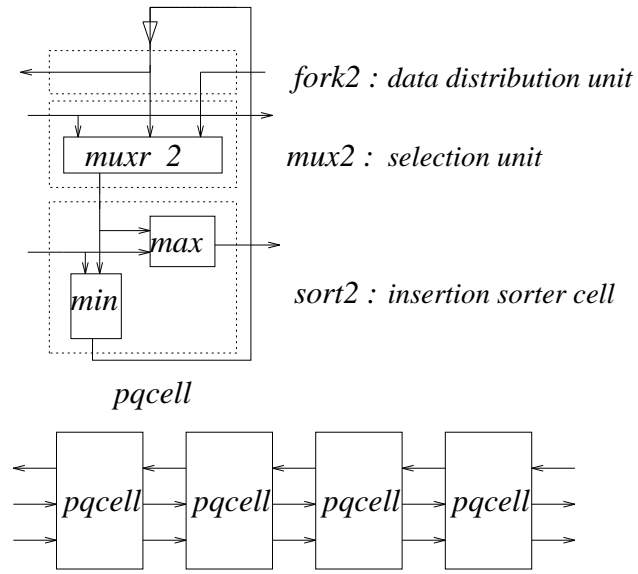 fork2 : data distribution unit
muxr 2
mux2 : selection unit
max
min
sort2 : insertion sorter cell
pqcell
pqcell pqcell pqcell pqcell